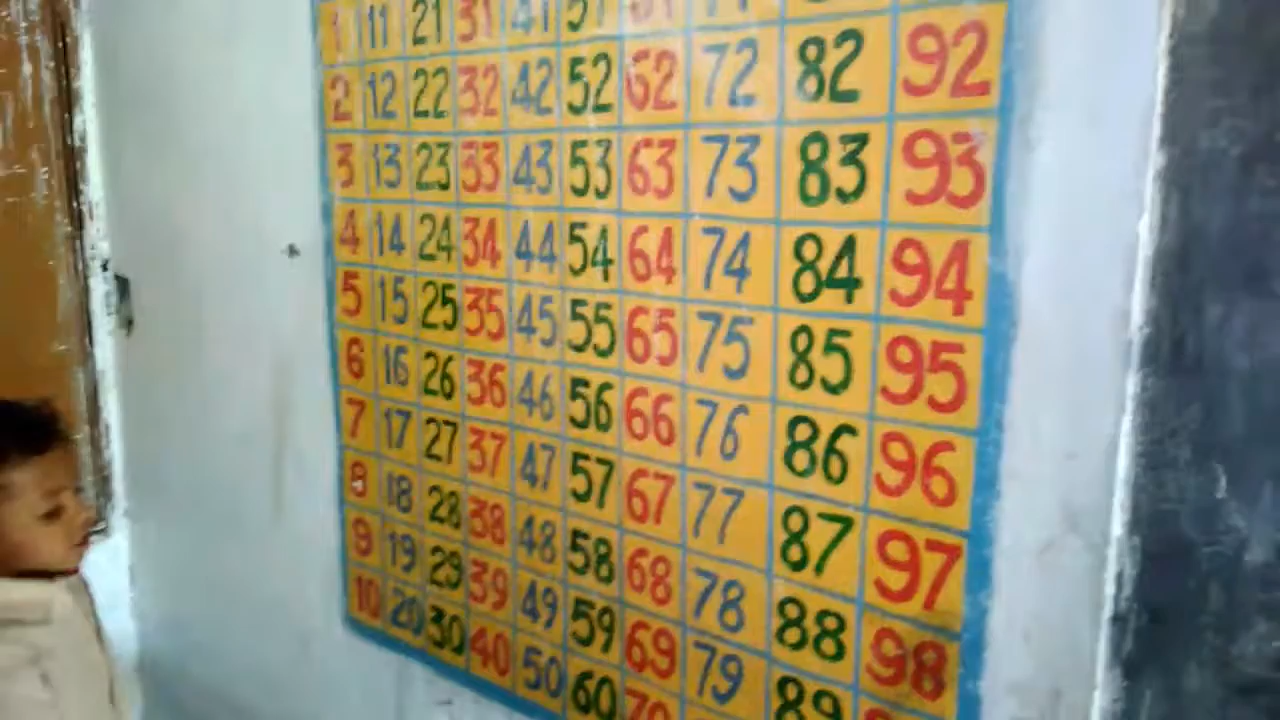 1 11 21 31 41 51
2 12 22 32 42 52 62 72 82 92
3 13 23 33 43 53 63 73 83 93
4 14 24 34 44 54 64 74 84 94
5 15 25 35 45 55 65 75 85 95
6 16 26 36 46 56 66 76 86 96
7 17 27 37 47 57 67 77 87 97
8 18 28 38 48 58 68 78 88 98
9 19 29 39 49 59 69 79 89
10 20 30 40 50 60 70